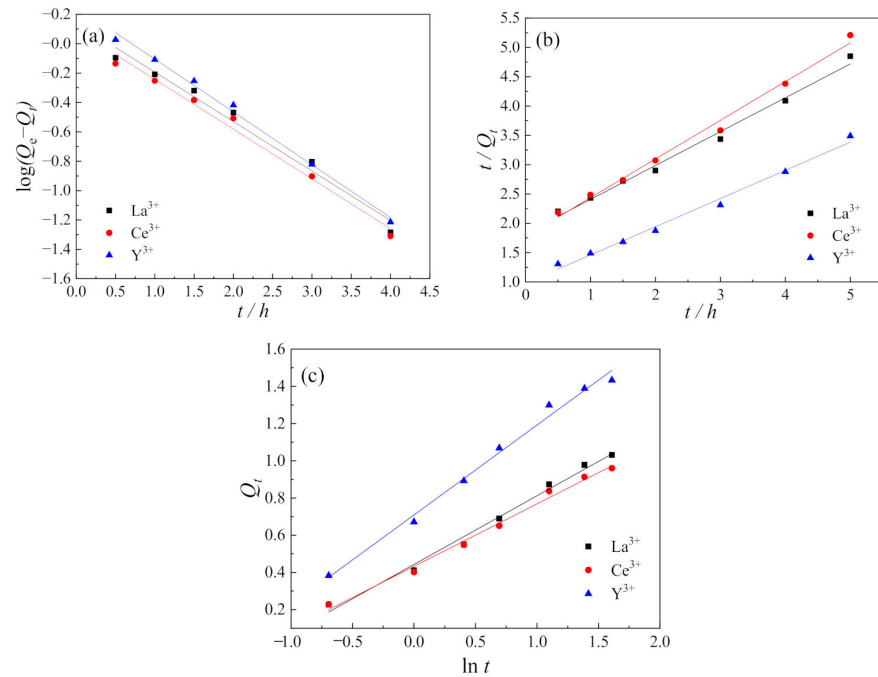 (a)
log(Qe−Qt)
−0.2
−0.0
−0.2
−0.4
−0.6
−0.8
−1.0
−1.2
−1.4
−1.6
La3+
Ce3+
Y3+
0.0 0.5 1.0 1.5 2.0 2.5 3.0 3.5 4.0 4.5
t / h
(b)
t / Qt
5.5
5.0
4.5
4.0
3.5
3.0
2.5
2.0
1.5
1.0
La3+
Ce3+
Y3+
0 1 2 3 4 5
t / h
(c)
Qt
1.6
1.4
1.2
1.0
0.8
0.6
0.4
0.2
La3+
Ce3+
Y3+
−1.0 −0.5 0.0 0.5 1.0 1.5 2.0
ln t